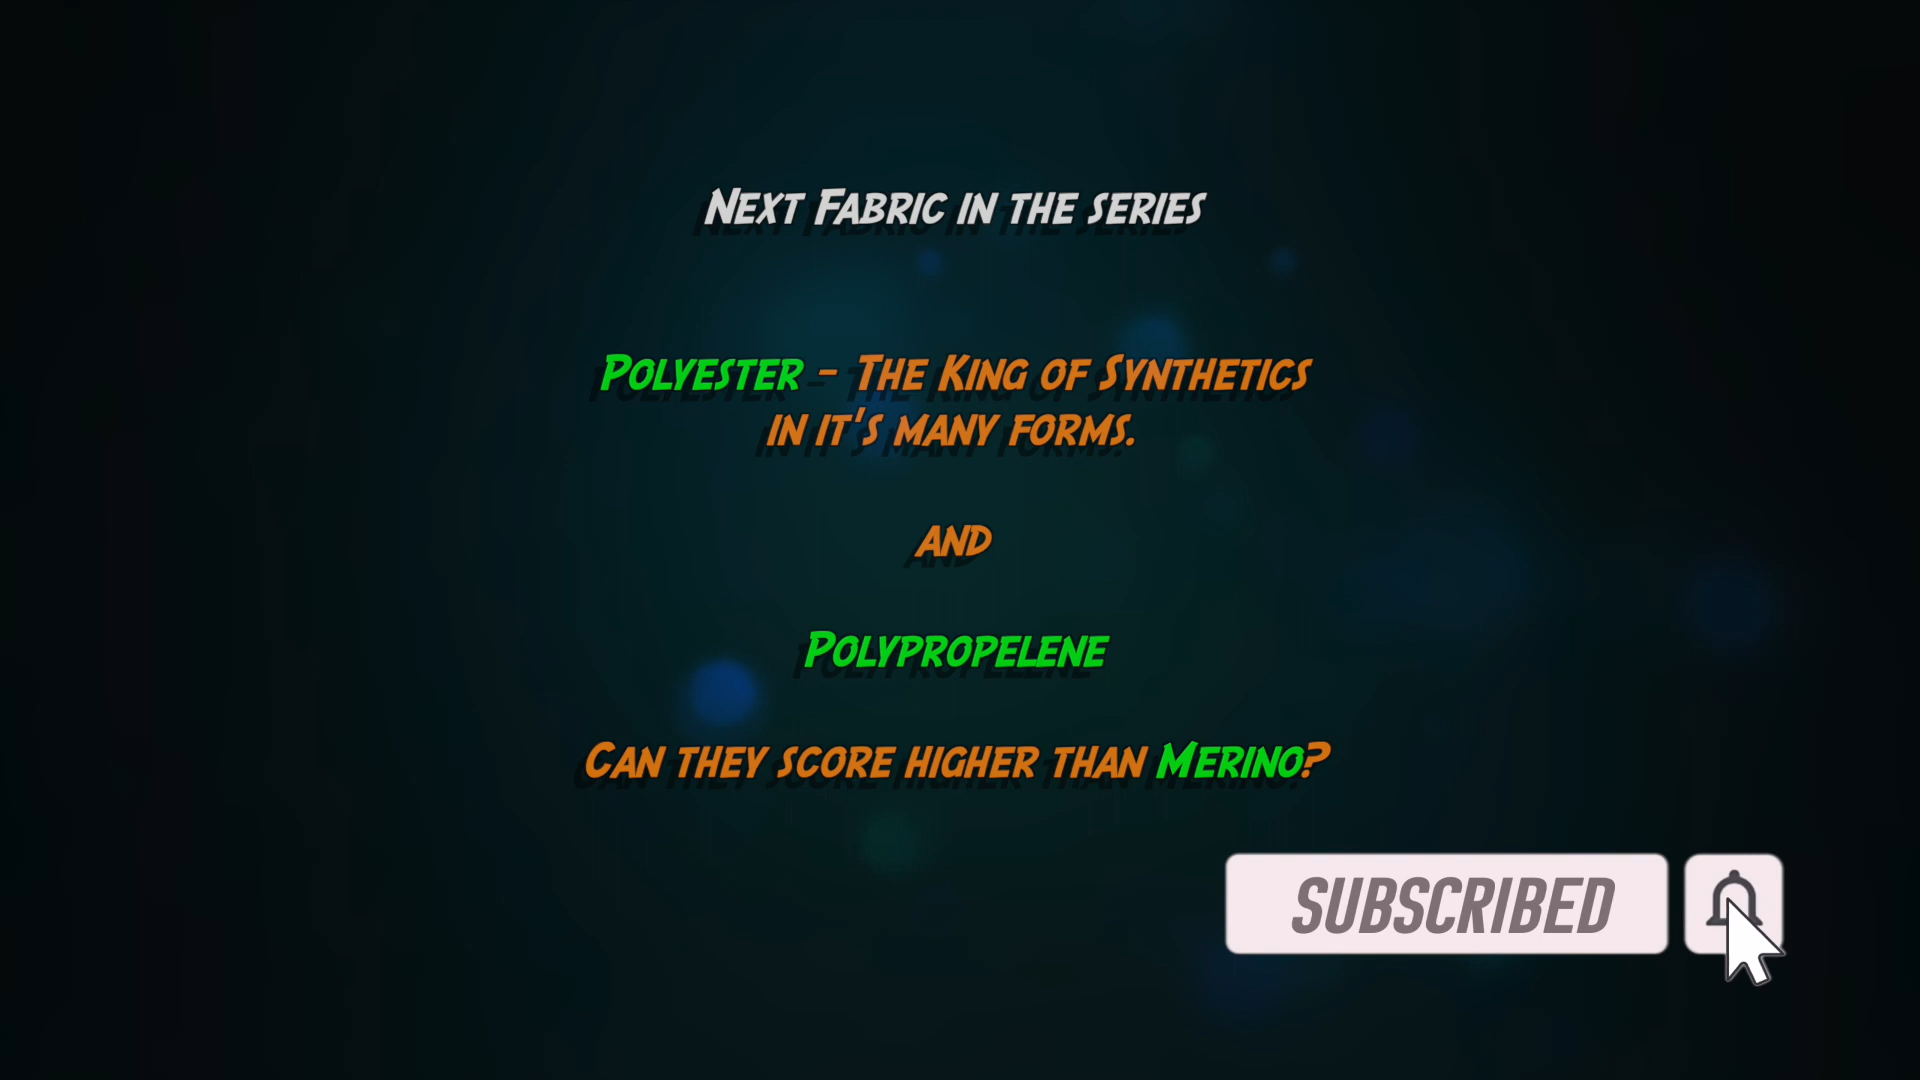 Next Fabric in the series
Polyester - The King of Synthetics
in it's many forms.
and
Polypropelene
Can they score higher than Merino?
SUBSCRIBED